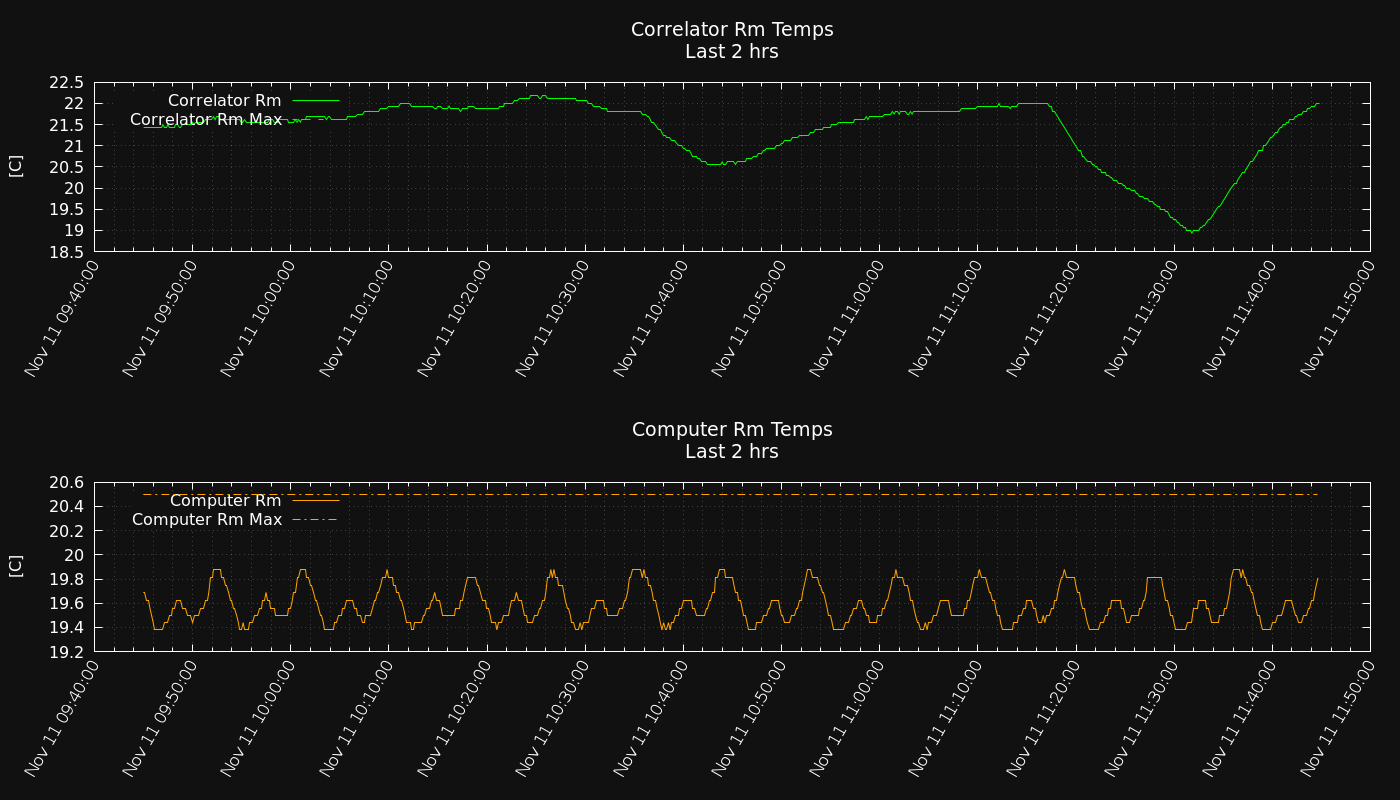 Correlator Rm Temps
Last 2 hrs
22.5
22
21.5
21
20.5
20
19.5
19
18.5
[C]
Correlator Rm
Correlator Rm Max
Nov 11 09:40:00
Nov 11 09:50:00
Nov 11 10:00:00
Nov 11 10:10:00
Nov 11 10:20:00
Nov 11 10:30:00
Nov 11 10:40:00
Nov 11 10:50:00
Nov 11 11:00:00
Nov 11 11:10:00
Nov 11 11:20:00
Nov 11 11:30:00
Nov 11 11:40:00
Nov 11 11:50:00
Computer Rm Temps
Last 2 hrs
20.6
20.4
20.2
20
19.8
19.6
19.4
19.2
[C]
Computer Rm
Computer Rm Max
Nov 11 09:40:00
Nov 11 09:50:00
Nov 11 10:00:00
Nov 11 10:10:00
Nov 11 10:20:00
Nov 11 10:30:00
Nov 11 10:40:00
Nov 11 10:50:00
Nov 11 11:00:00
Nov 11 11:10:00
Nov 11 11:20:00
Nov 11 11:30:00
Nov 11 11:40:00
Nov 11 11:50:00